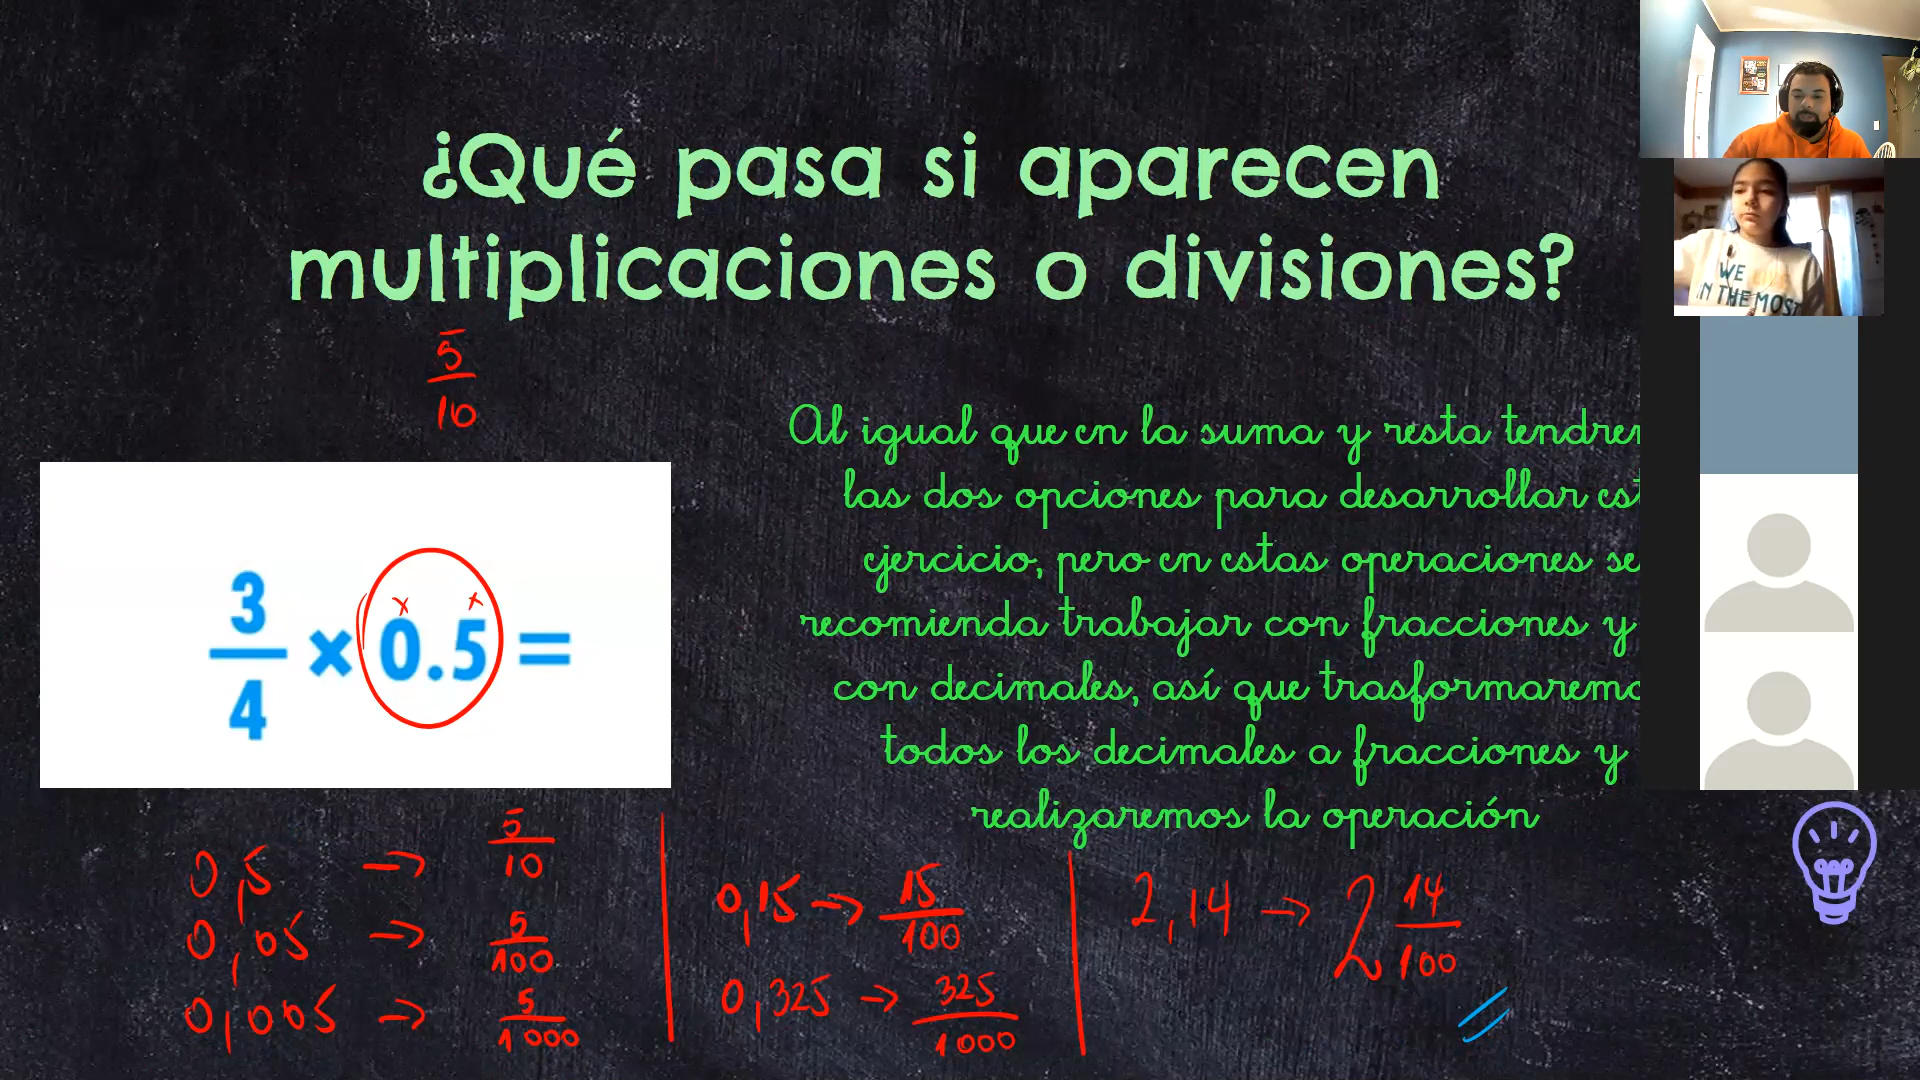 ¿Qué pasa si aparecen
multiplicaciones o divisiones?
5/10
Al igual que en la suma y resta
las dos opciones para desarrollar
ejercicio, pero en estas operaciones se
recomienda trabajar con fracciones y
con decimales, así que
todos los decimales a fracciones y
realizaremos la operación
3/4 × 0.5 =
x x
0,5 → 5/10
0,05 → 5/100
0,005 → 5/1000
0,15 → 15/100
0,325 → 325/1000
2,14 → 2 14/100
WE
IN THE MOST